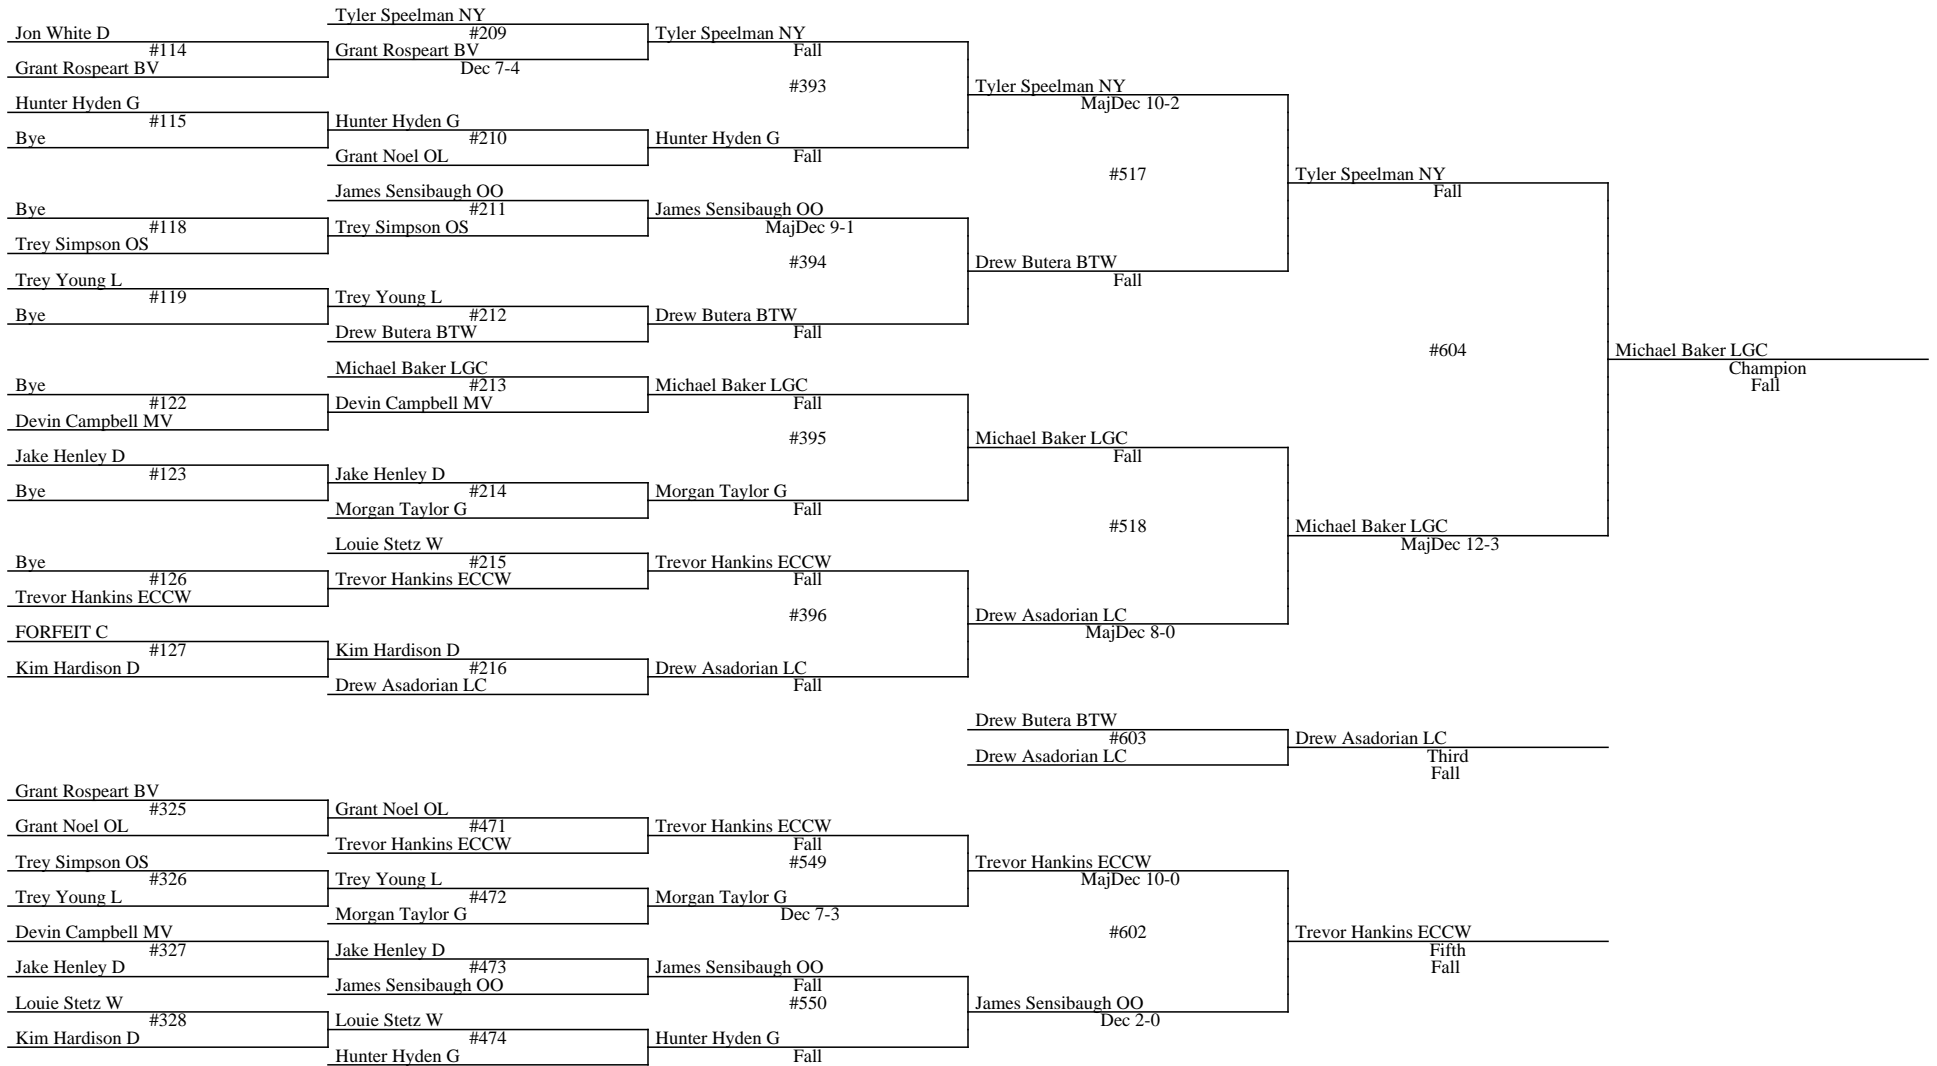 Tyler Speelman NY
Jon White D
#209
Tyler Speelman NY
#114
Grant Rospeart BV
Fall
Grant Rospeart BV
Dec 7-4
#393
Tyler Speelman NY
Hunter Hyden G
MajDec 10-2
#115
Hunter Hyden G
Bye
#210
Hunter Hyden G
Grant Noel OL
Fall
#517
Tyler Speelman NY
James Sensibaugh OO
Fall
Bye
#211
James Sensibaugh OO
#118
Trey Simpson OS
MajDec 9-1
Trey Simpson OS
#394
Drew Butera BTW
Trey Young L
Fall
#119
Trey Young L
Bye
#212
Drew Butera BTW
Drew Butera BTW
Fall
#604
Michael Baker LGC
Michael Baker LGC
Champion
Bye
#213
Michael Baker LGC
Fall
#122
Devin Campbell MV
Fall
Devin Campbell MV
#395
Michael Baker LGC
Jake Henley D
Fall
#123
Jake Henley D
Bye
#214
Morgan Taylor G
Morgan Taylor G
Fall
#518
Michael Baker LGC
Louie Stetz W
MajDec 12-3
Bye
#215
Trevor Hankins ECCW
#126
Trevor Hankins ECCW
Fall
Trevor Hankins ECCW
#396
Drew Asadorian LC
FORFEIT C
MajDec 8-0
#127
Kim Hardison D
Kim Hardison D
#216
Drew Asadorian LC
Drew Asadorian LC
Fall
Drew Butera BTW
#603
Drew Asadorian LC
Drew Asadorian LC
Third
Fall
Grant Rospeart BV
#325
Grant Noel OL
Grant Noel OL
#471
Trevor Hankins ECCW
Trevor Hankins ECCW
Fall
Trey Simpson OS
#549
Trevor Hankins ECCW
#326
Trey Young L
MajDec 10-0
Trey Young L
#472
Morgan Taylor G
Morgan Taylor G
Dec 7-3
Devin Campbell MV
#602
Trevor Hankins ECCW
#327
Jake Henley D
Fifth
Jake Henley D
#473
James Sensibaugh OO
Fall
James Sensibaugh OO
Fall
Louie Stetz W
#550
James Sensibaugh OO
#328
Louie Stetz W
Dec 2-0
Kim Hardison D
#474
Hunter Hyden G
Hunter Hyden G
Fall